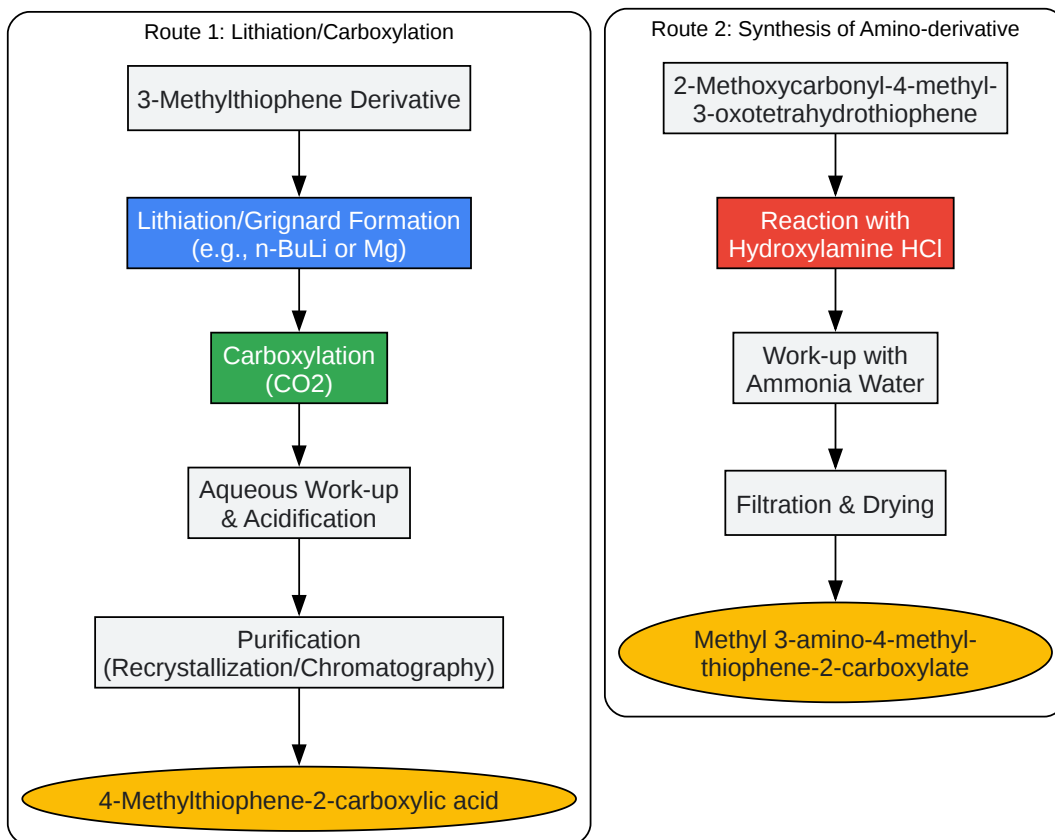 Route 1: Lithiation/Carboxylation
3-Methylthiophene Derivative
Lithiation/Grignard Formation
(e.g., n-BuLi or Mg)
Carboxylation
(CO2)
Aqueous Work-up
& Acidification
Purification
(Recrystallization/Chromatography)
4-Methylthiophene-2-carboxylic acid
Route 2: Synthesis of Amino-derivative
2-Methoxycarbonyl-4-methyl-
3-oxotetrahydrothiophene
Reaction with
Hydroxylamine HCl
Work-up with
Ammonia Water
Filtration & Drying
Methyl 3-amino-4-methyl-
thiophene-2-carboxylate